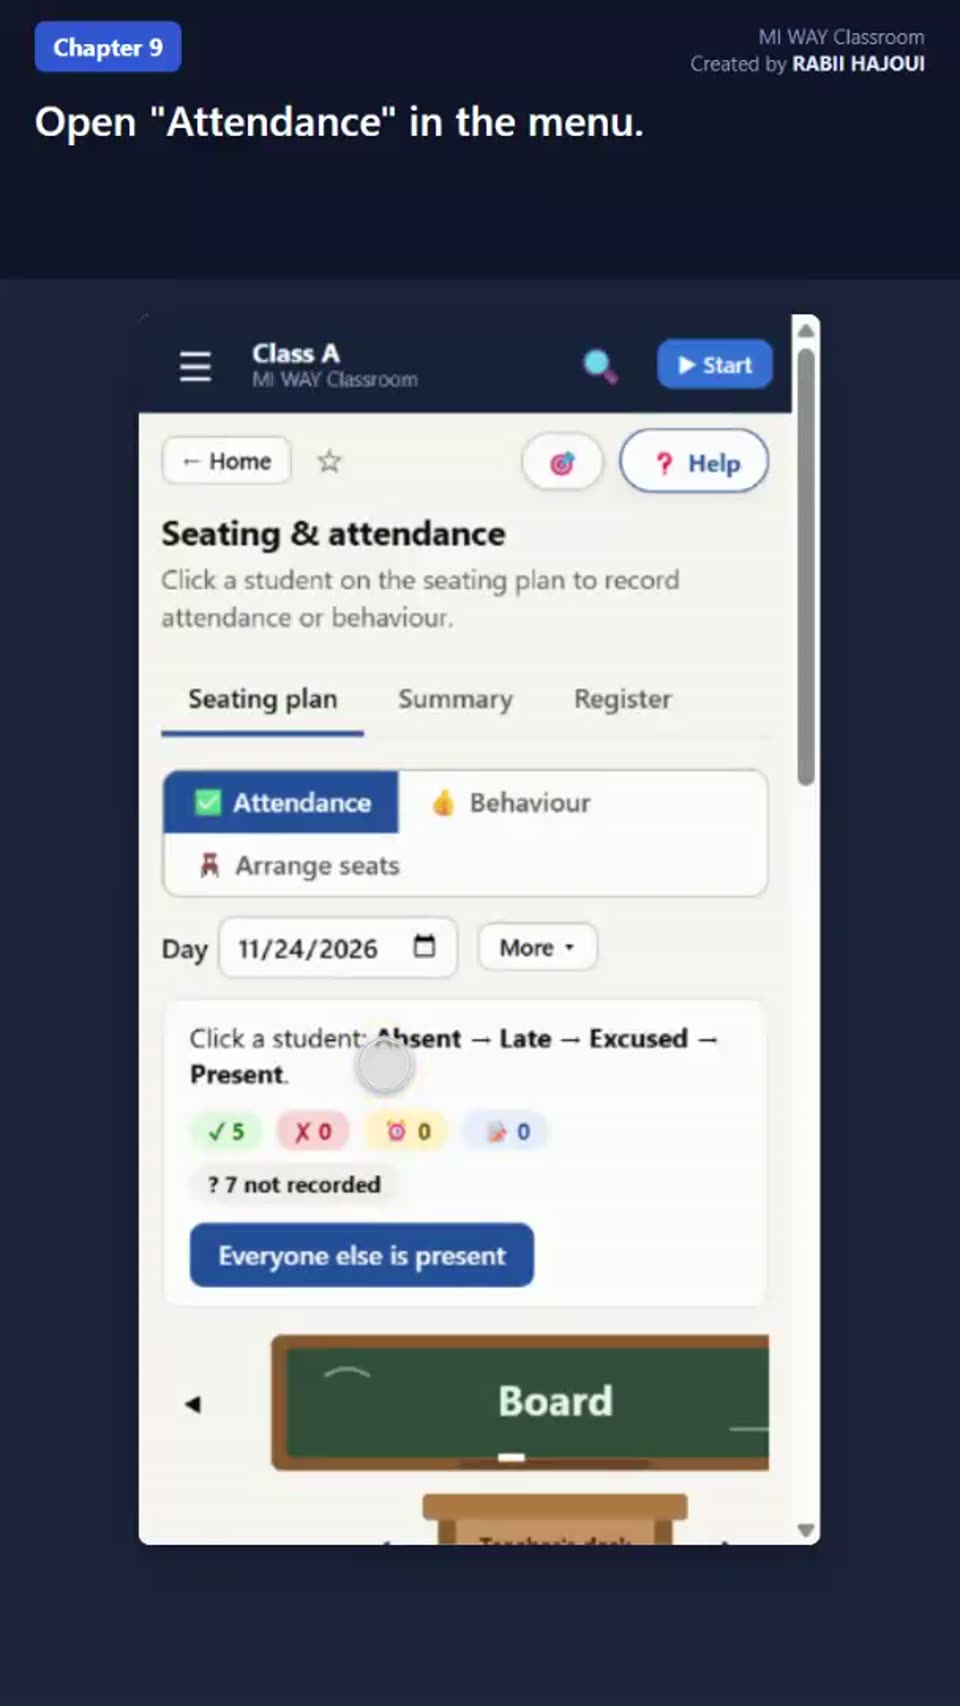 Chapter 9
MI WAY Classroom
Created by RABII HAJOUI
Open "Attendance" in the menu.
Class A
MI WAY Classroom
▶ Start
← Home
☆
❓ Help
Seating & attendance
Click a student on the seating plan to record
attendance or behaviour.
Seating plan
Summary
Register
✅ Attendance
👍 Behaviour
🪑 Arrange seats
Day
11/24/2026
More ▾
Click a student: Absent → Late → Excused →
Present.
✓ 5
✗ 0
⏰ 0
📝 0
? 7 not recorded
Everyone else is present
◀
Board
Teacher's desk